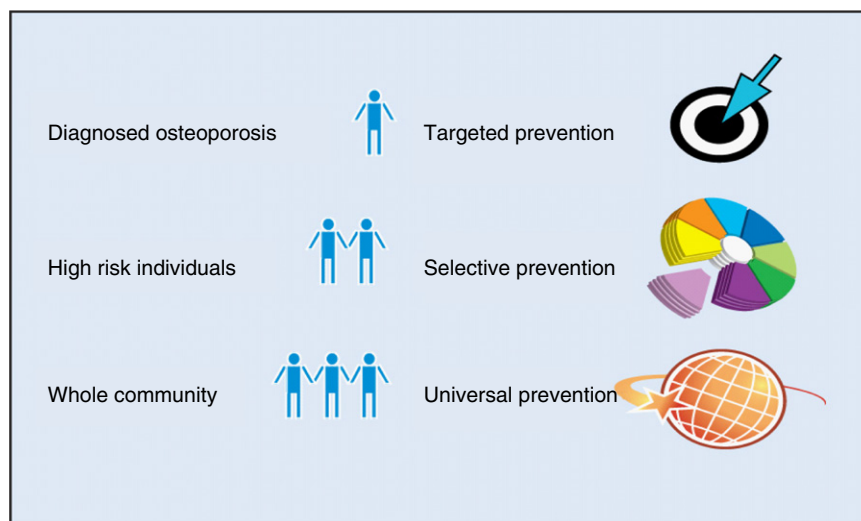 Diagnosed osteoporosis
Targeted prevention
High risk individuals
Selective prevention
Whole community
Universal prevention